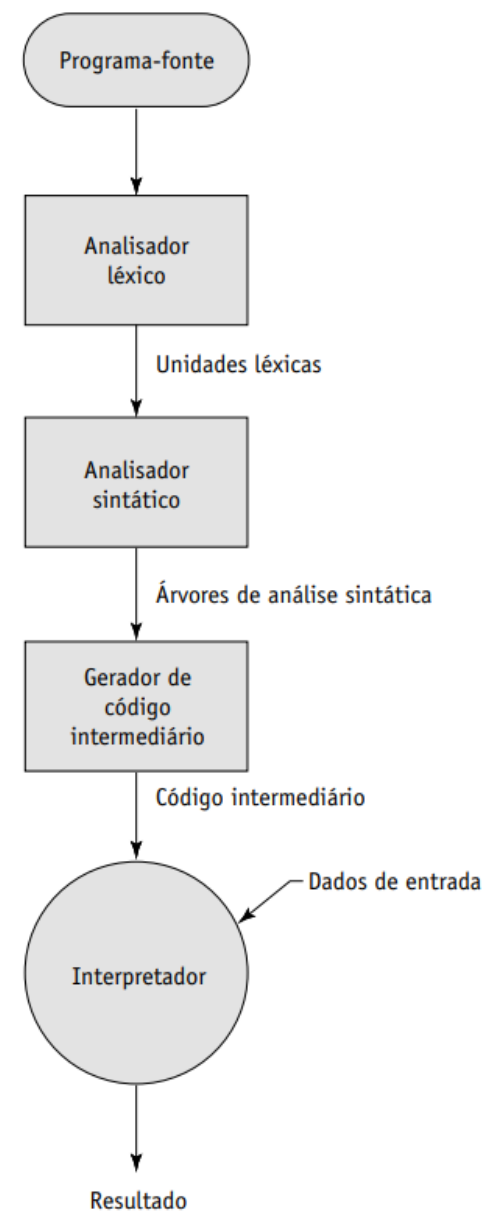 Programa-fonte
Analisador
léxico
Unidades léxicas
Analisador
sintático
Árvores de análise sintática
Gerador de
código
intermediário
Código intermediário
Dados de entrada
Interpretador
Resultado